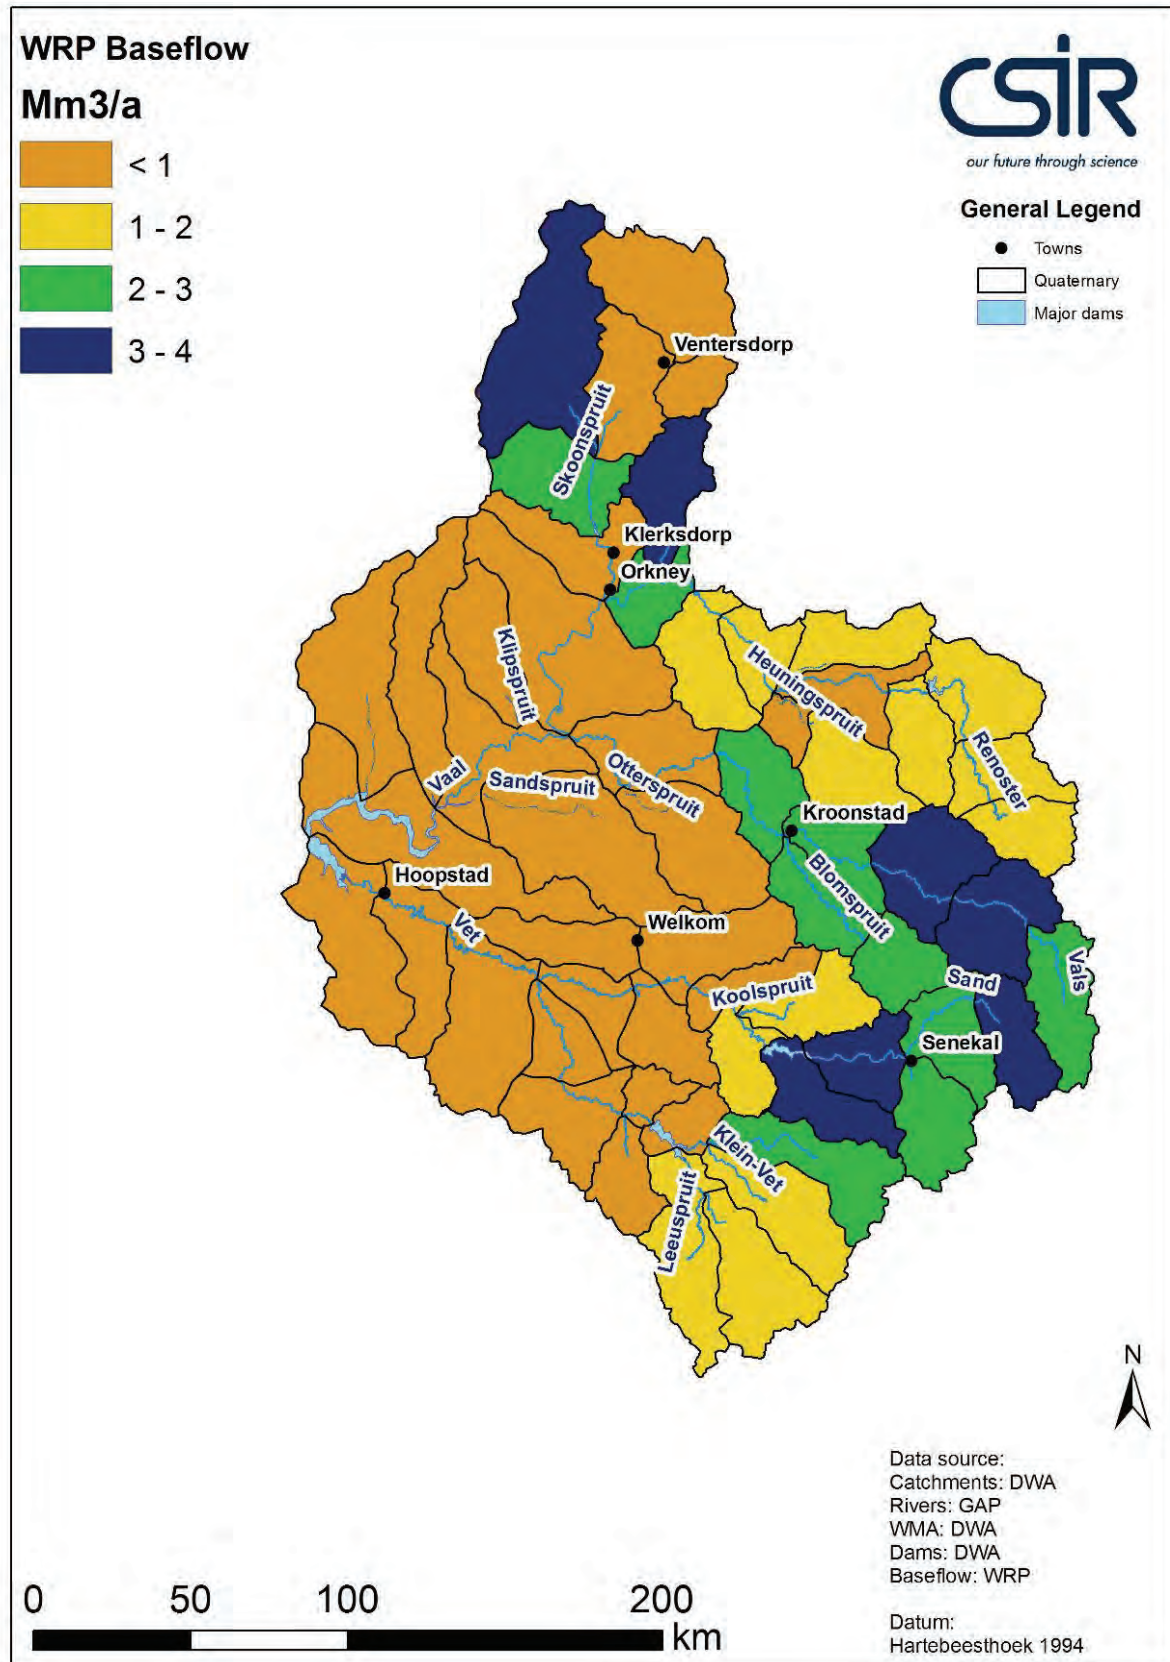 WRP Baseflow
Mm3/a
< 1
1 - 2
2 - 3
3 - 4
CSIR
our future through science
General Legend
Towns
Quaternary
Major dams
Ventersdorp
Skoonspruit
Klerksdorp
Orkney
Klipspruit
Heuningspruit
Renoster
Vaal
Sandspruit
Otterspruit
Kroonstad
Hoopstad
Blomspruit
Vet
Welkom
Vals
Koolspruit
Sand
Senekal
Klein-Vet
Leeuspruit
N
Data source:
Catchments: DWA
Rivers: GAP
WMA: DWA
Dams: DWA
Baseflow: WRP
Datum:
Hartebeesthoek 1994
0 50 100 200
km